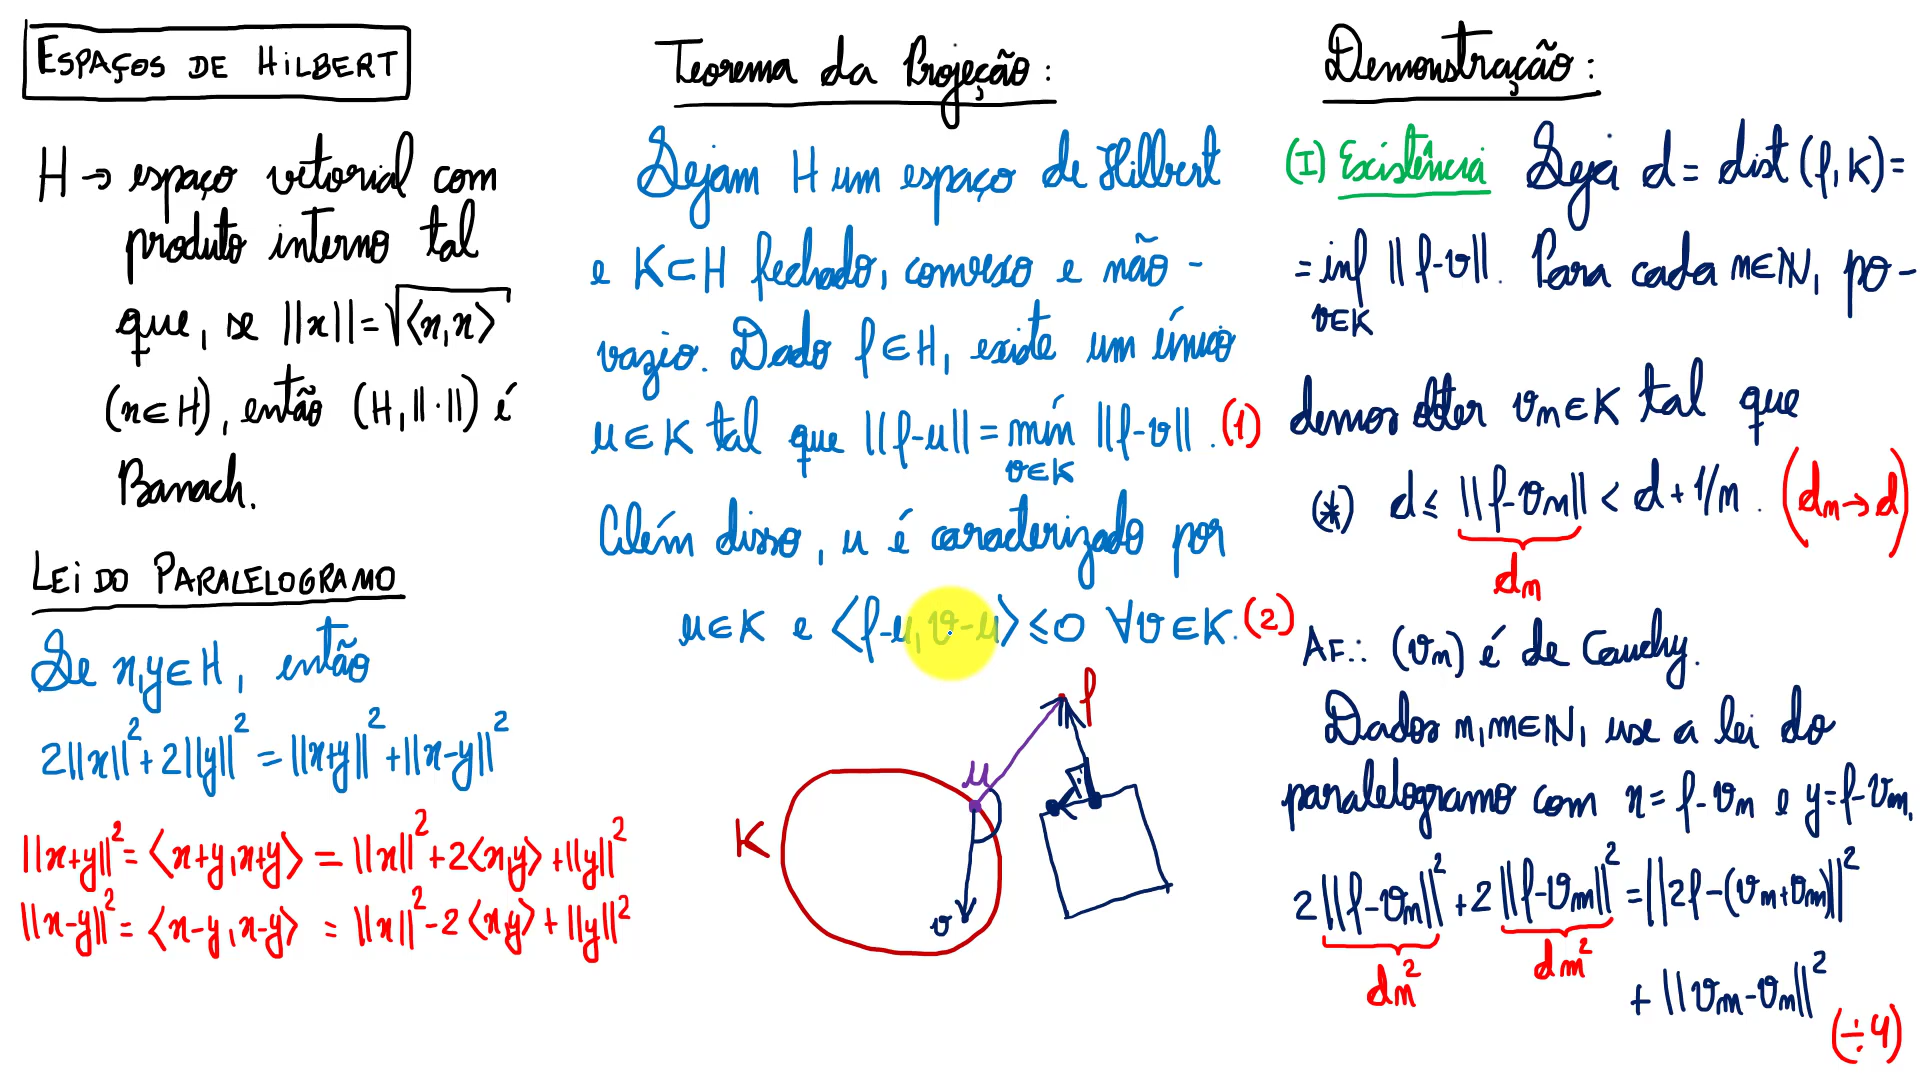 ESPAÇOS DE HILBERT
H → espaço vetorial com
produto interno tal
que, se ||x|| = √⟨x,x⟩
(x∈H), então (H,||·||) é
Banach.
LEI DO PARALELOGRAMO
Se x,y∈H, então
2||x||² + 2||y||² = ||x+y||² + ||x-y||²
||x+y||² = ⟨x+y,x+y⟩ = ||x||² + 2⟨x,y⟩ + ||y||²
||x-y||² = ⟨x-y,x-y⟩ = ||x||² - 2⟨x,y⟩ + ||y||²
Teorema da Projeção:
Sejam H um espaço de Hilbert
e K⊂H fechado, convexo e não-
vazio. Dado f∈H, existe um único
u∈K tal que ||f-u|| = mín ||f-v||. (1)
v∈K
Além disso, u é caracterizado por
u∈K e ⟨f-u,v-u⟩ ≤ 0 ∀v∈K. (2)
f
u
K
v
Demonstração:
(I) Existência Seja d = dist(f,K) =
= inf ||f-v||. Para cada n∈N, po-
v∈K
demos obter vn∈K tal que
(*) d ≤ ||f-vn|| < d + 1/n. (dn→d)
dn
AF.: (vn) é de Cauchy.
Dados n,m∈N, use a lei do
paralelogramo com x = f-vn e y = f-vm.
2||f-vn||² + 2||f-vm||² = ||2f-(vn+vm)||²
dn² dm²
+ ||vm-vn||²
(÷4)